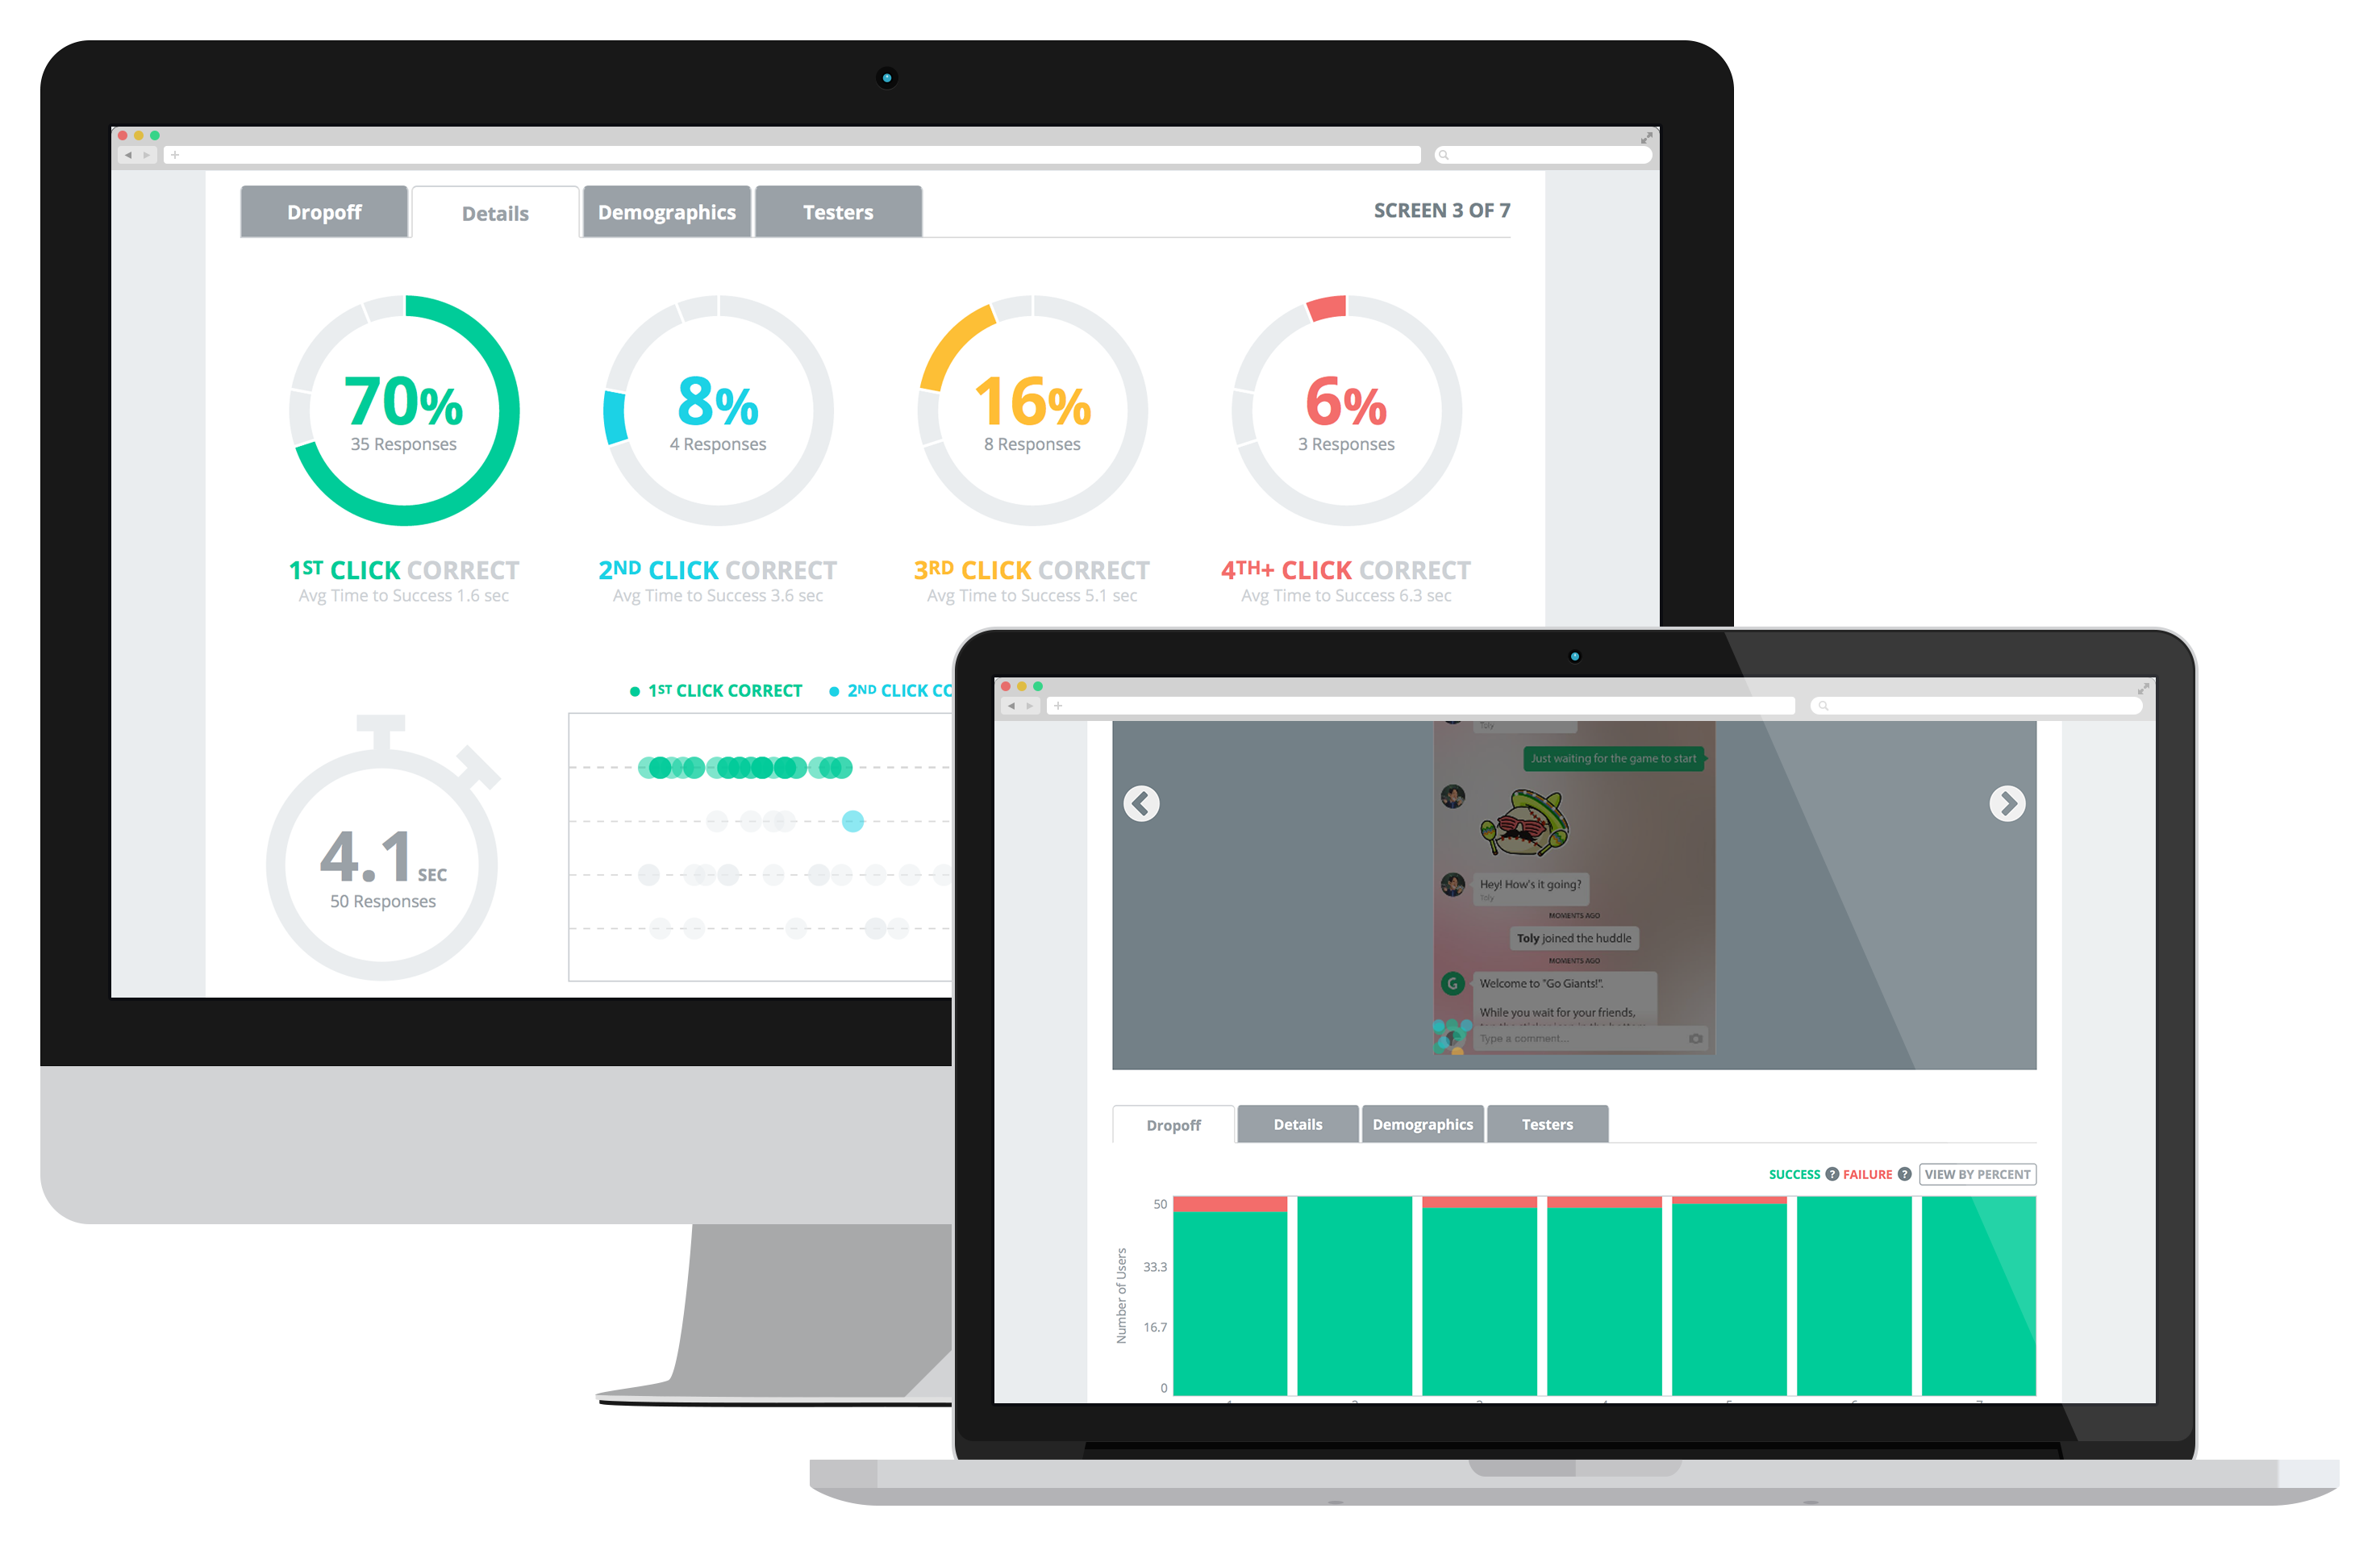 Dropoff
Details
Demographics
Testers
SCREEN 3 OF 7
70%
35 Responses
8%
4 Responses
16%
8 Responses
6%
3 Responses
1ST CLICK CORRECT
Avg Time to Success 1.6 sec
2ND CLICK CORRECT
Avg Time to Success 3.6 sec
3RD CLICK CORRECT
Avg Time to Success 5.1 sec
4TH+ CLICK CORRECT
Avg Time to Success 6.3 sec
1ST CLICK CORRECT
2ND CLICK CO
4.1 SEC
50 Responses
Toly
Just waiting for the game to start
Hey! How's it going?
Toly
MOMENTS AGO
Toly joined the huddle
MOMENTS AGO
G
Welcome to "Go Giants!".
While you wait for your friends,
Type a comment...
Dropoff
Details
Demographics
Testers
SUCCESS ?
FAILURE ?
VIEW BY PERCENT
Number of Users
50
33.3
16.7
0